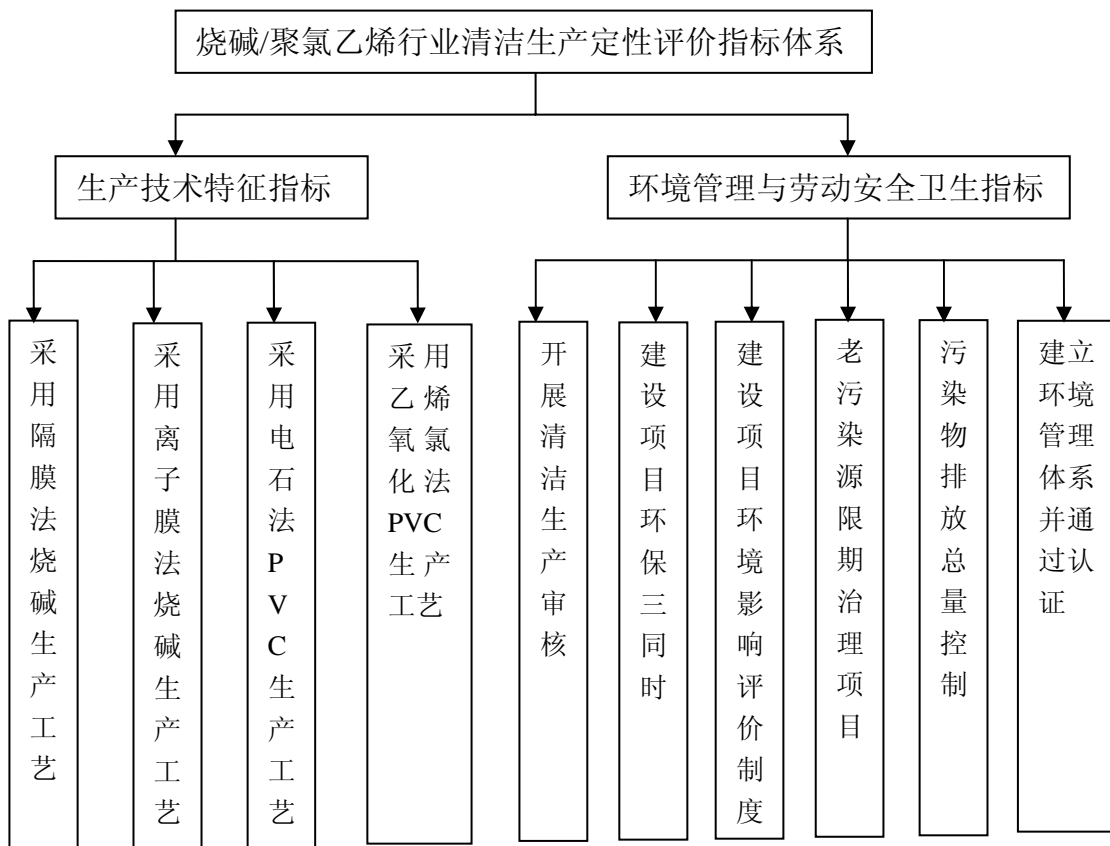 烧碱/聚氯乙烯行业清洁生产定性评价指标体系
生产技术特征指标
环境管理与劳动安全卫生指标
采用隔膜法烧碱生产工艺
采用离子膜法烧碱生产工艺
采用电石法PVC生产工艺
采用
乙烯
氧氯
化法
PVC
生产
工艺
开展清洁生产审核
建设项目环保三同时
建设项目环境影响评价制度
老污染源限期治理项目
污染物排放总量控制
建立
环境
管理
体系
并通
过认
证